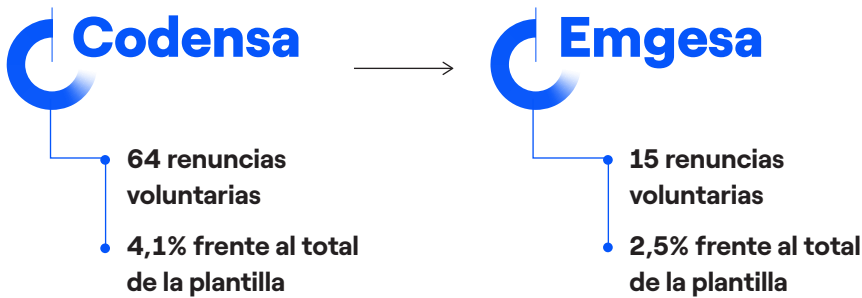 Codensa
64 renuncias
voluntarias
4,1% frente al total
de la plantilla
Emgesa
15 renuncias
voluntarias
2,5% frente al total
de la plantilla